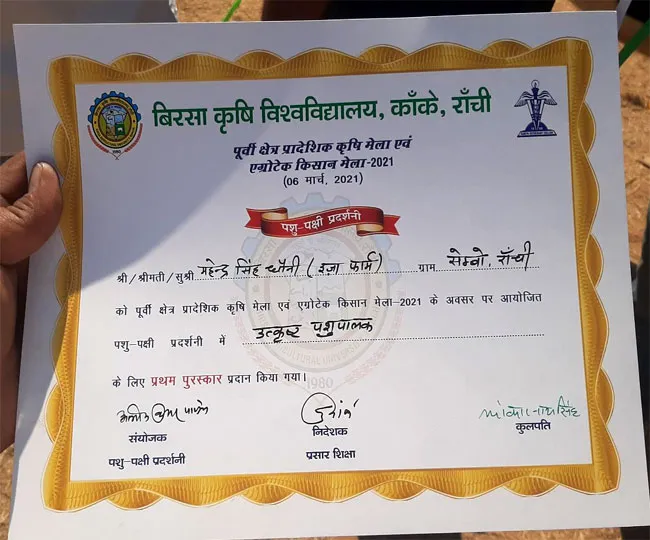 बिरसा कृषि विश्वविद्यालय, काँके, राँची
पूर्वी क्षेत्र प्रादेशिक कृषि मेला एवं
एग्रोटेक किसान मेला-2021
(06 मार्च, 2021)
पशु-पक्षी प्रदर्शनी
श्री/श्रीमती/सुश्री महेन्द्र सिंह धौनी (इजा फार्म) ग्राम सेम्बो, राँची
को पूर्वी क्षेत्र प्रादेशिक कृषि मेला एवं एग्रोटेक किसान मेला-2021 के अवसर पर आयोजित
पशु-पक्षी प्रदर्शनी में उत्कृष्ट पशुपालक
के लिए प्रथम पुरस्कार प्रदान किया गया।
1980
संयोजक निदेशक कुलपति
पशु-पक्षी प्रदर्शनी प्रसार शिक्षा